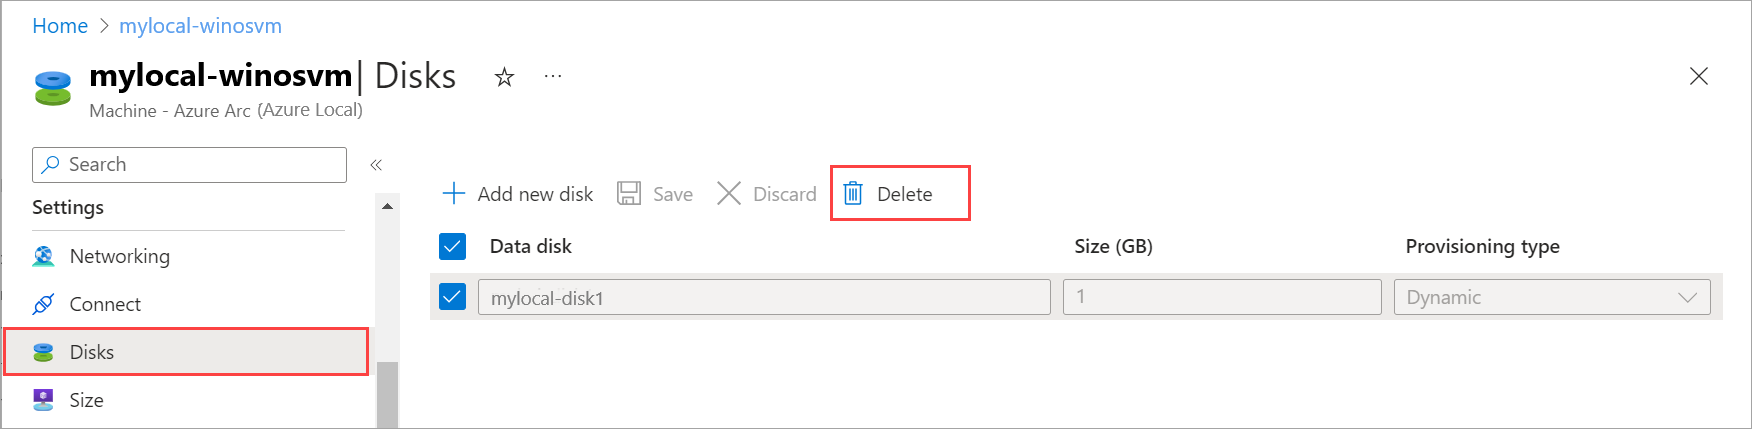 Home > mylocal-winosvm
mylocal-winosvm | Disks
Machine - Azure Arc (Azure Local)
Search
Settings
Networking
Connect
Disks
Size
Add new disk Save Discard Delete
Data disk Size (GB) Provisioning type
mylocal-disk1 1 Dynamic